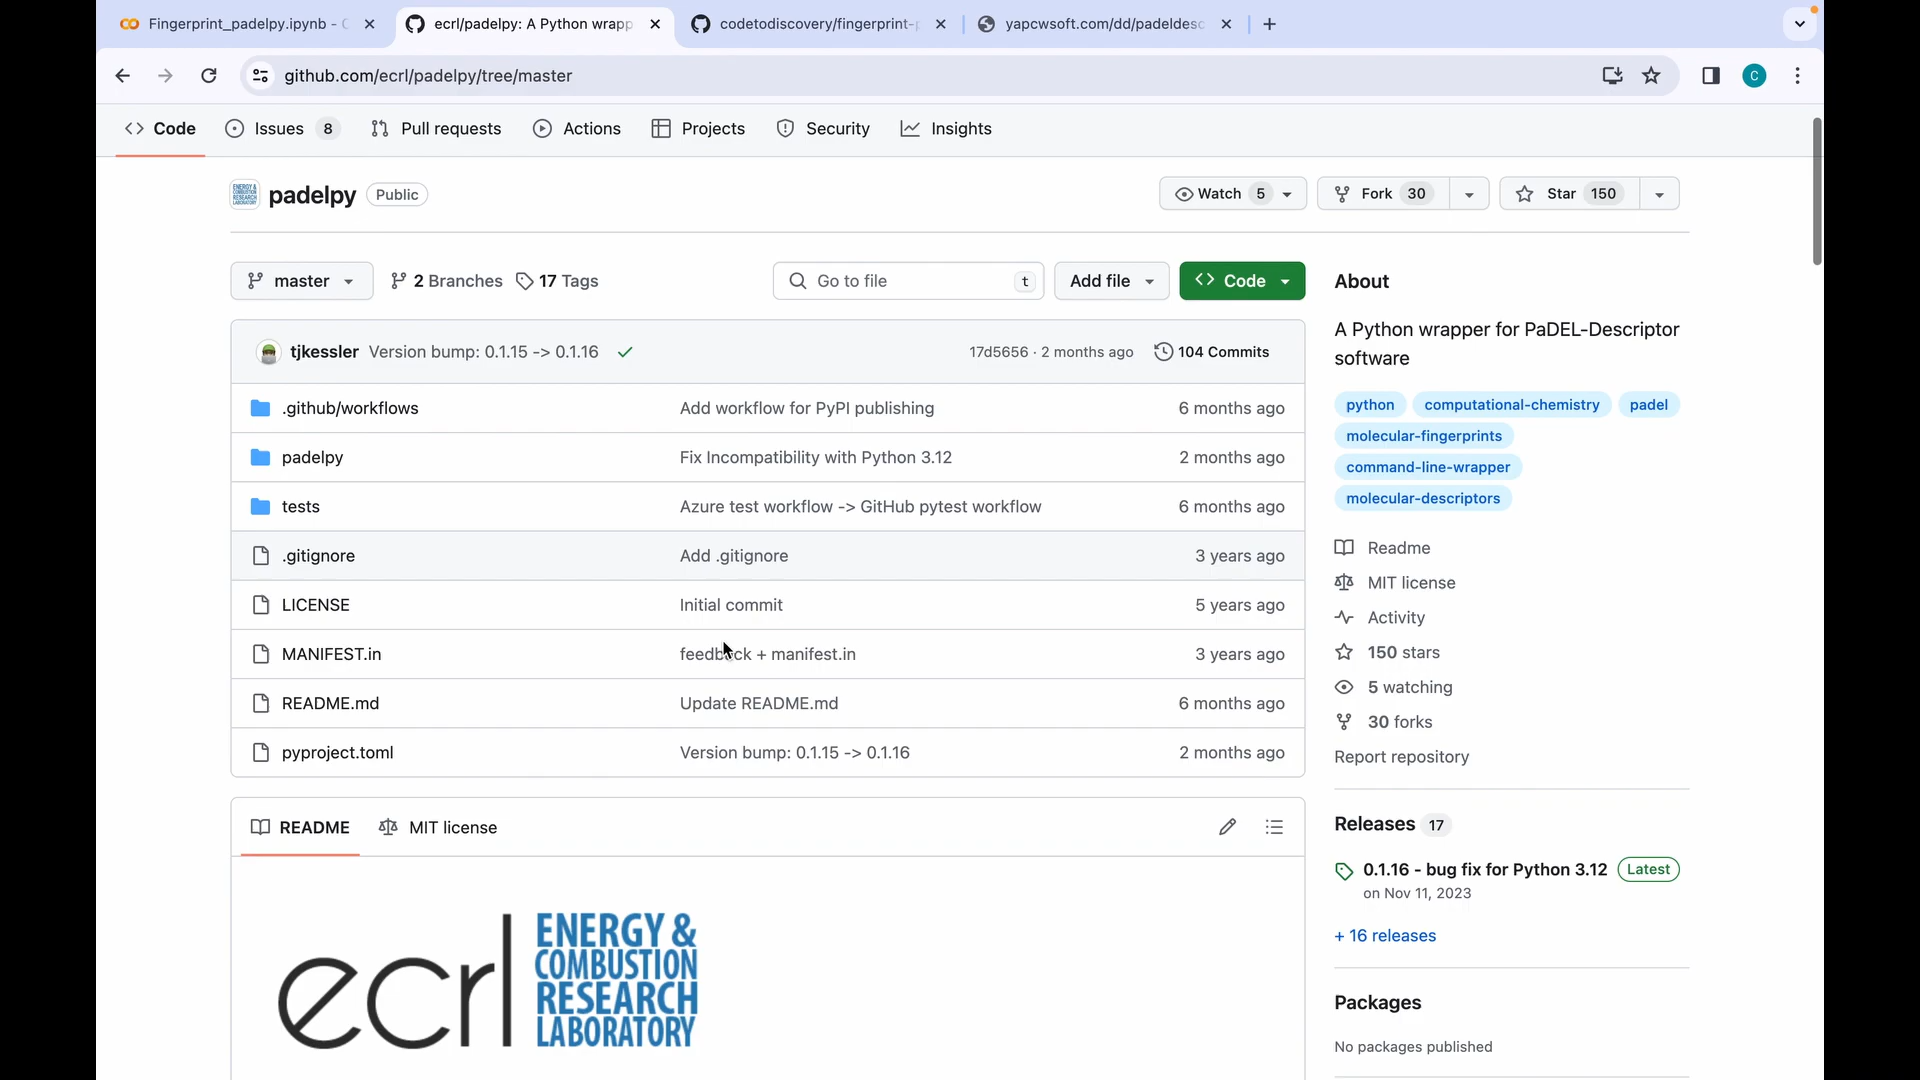 Fingerprint_padelpy.ipynb - C
ecrl/padelpy: A Python wrapp
codetodiscovery/fingerprint-p
yapcwsoft.com/dd/padeldesc
github.com/ecrl/padelpy/tree/master
C
Code
Issues 8
Pull requests
Actions
Projects
Security
Insights
ENERGY & COMBUSTION RESEARCH LABORATORY
padelpy Public
Watch 5
Fork 30
Star 150
master
2 Branches
17 Tags
Go to file t
Add file
Code
tjkessler Version bump: 0.1.15 -> 0.1.16
17d5656 · 2 months ago
104 Commits
.github/workflows Add workflow for PyPI publishing 6 months ago
padelpy Fix Incompatibility with Python 3.12 2 months ago
tests Azure test workflow -> GitHub pytest workflow 6 months ago
.gitignore Add .gitignore 3 years ago
LICENSE Initial commit 5 years ago
MANIFEST.in feedback + manifest.in 3 years ago
README.md Update README.md 6 months ago
pyproject.toml Version bump: 0.1.15 -> 0.1.16 2 months ago
README
MIT license
ecrl
ENERGY &
COMBUSTION
RESEARCH
LABORATORY
About
A Python wrapper for PaDEL-Descriptor
software
python computational-chemistry padel
molecular-fingerprints
command-line-wrapper
molecular-descriptors
Readme
MIT license
Activity
150 stars
5 watching
30 forks
Report repository
Releases 17
0.1.16 - bug fix for Python 3.12 Latest
on Nov 11, 2023
+ 16 releases
Packages
No packages published